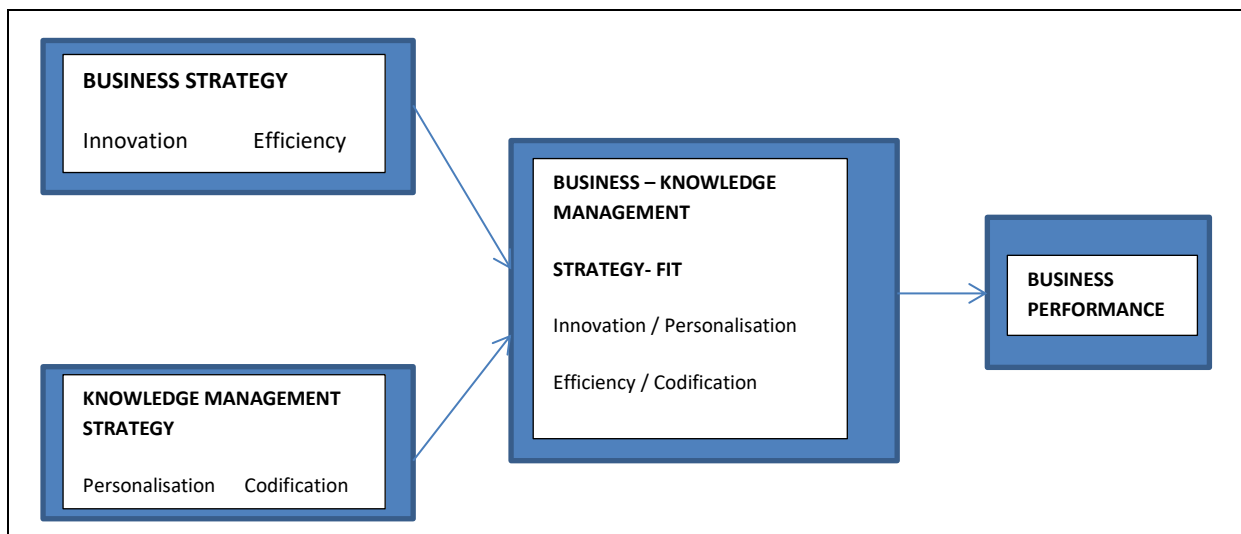 BUSINESS STRATEGY
Innovation Efficiency
KNOWLEDGE MANAGEMENT
STRATEGY
Personalisation Codification
BUSINESS – KNOWLEDGE
MANAGEMENT
STRATEGY- FIT
Innovation / Personalisation
Efficiency / Codification
BUSINESS
PERFORMANCE